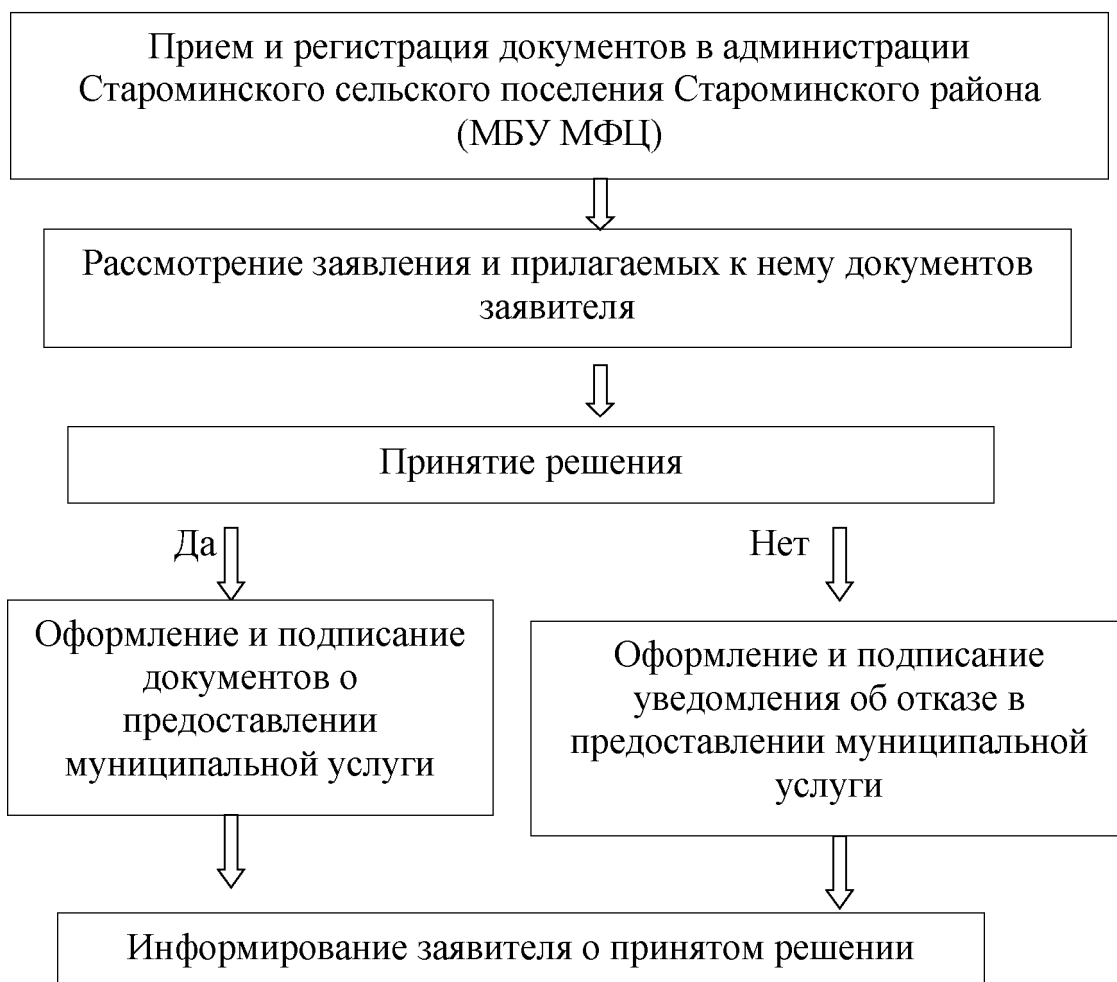 Прием и регистрация документов в администрации
Староминского сельского поселения Староминского района
(МБУ МФЦ)
Рассмотрение заявления и прилагаемых к нему документов
заявителя
Принятие решения
Да
Нет
Оформление и подписание
документов о
предоставлении
муниципальной услуги
Оформление и подписание
уведомления об отказе в
предоставлении муниципальной
услуги
Информирование заявителя о принятом решении